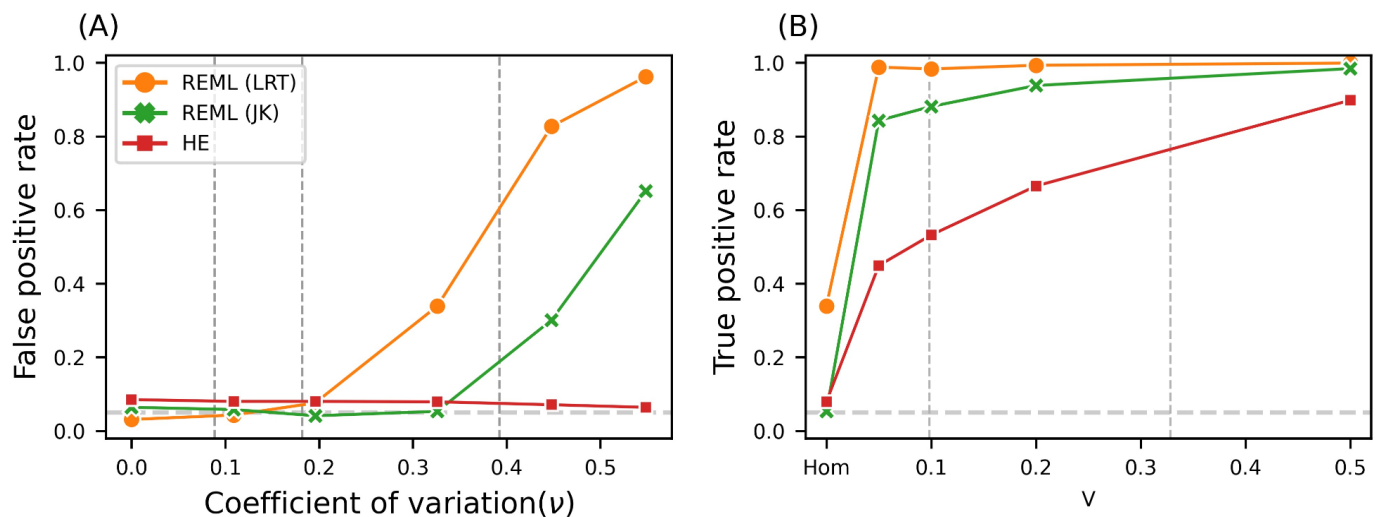 (A)
False positive rate
1.0
0.8
0.6
0.4
0.2
0.0
REML (LRT)
REML (JK)
HE
0.0 0.1 0.2 0.3 0.4 0.5
Coefficient of variation(ν)
(B)
True positive rate
1.0
0.8
0.6
0.4
0.2
0.0
Hom 0.1 0.2 0.3 0.4 0.5
V